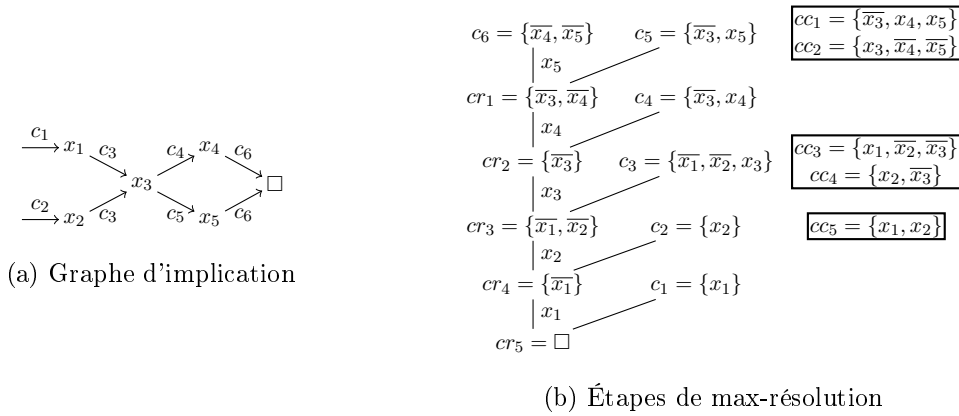 c₁ x₁ c₃ c₄ x₄ c₆
x₃ □
c₂ x₂ c₃ c₅ x₅ c₆
(a) Graphe d'implication
c₆ = {x̅₄, x̅₅} c₅ = {x̅₃, x₅} cc₁ = {x̅₃, x₄, x₅}
cc₂ = {x₃, x̅₄, x̅₅}
x₅
cr₁ = {x̅₃, x̅₄} c₄ = {x̅₃, x₄}
x₄
cr₂ = {x̅₃} c₃ = {x̅₁, x̅₂, x₃} cc₃ = {x₁, x̅₂, x̅₃}
cc₄ = {x₂, x̅₃}
x₃
cr₃ = {x̅₁, x̅₂} c₂ = {x₂} cc₅ = {x₁, x₂}
x₂
cr₄ = {x̅₁} c₁ = {x₁}
x₁
cr₅ = □
(b) Étapes de max-résolution